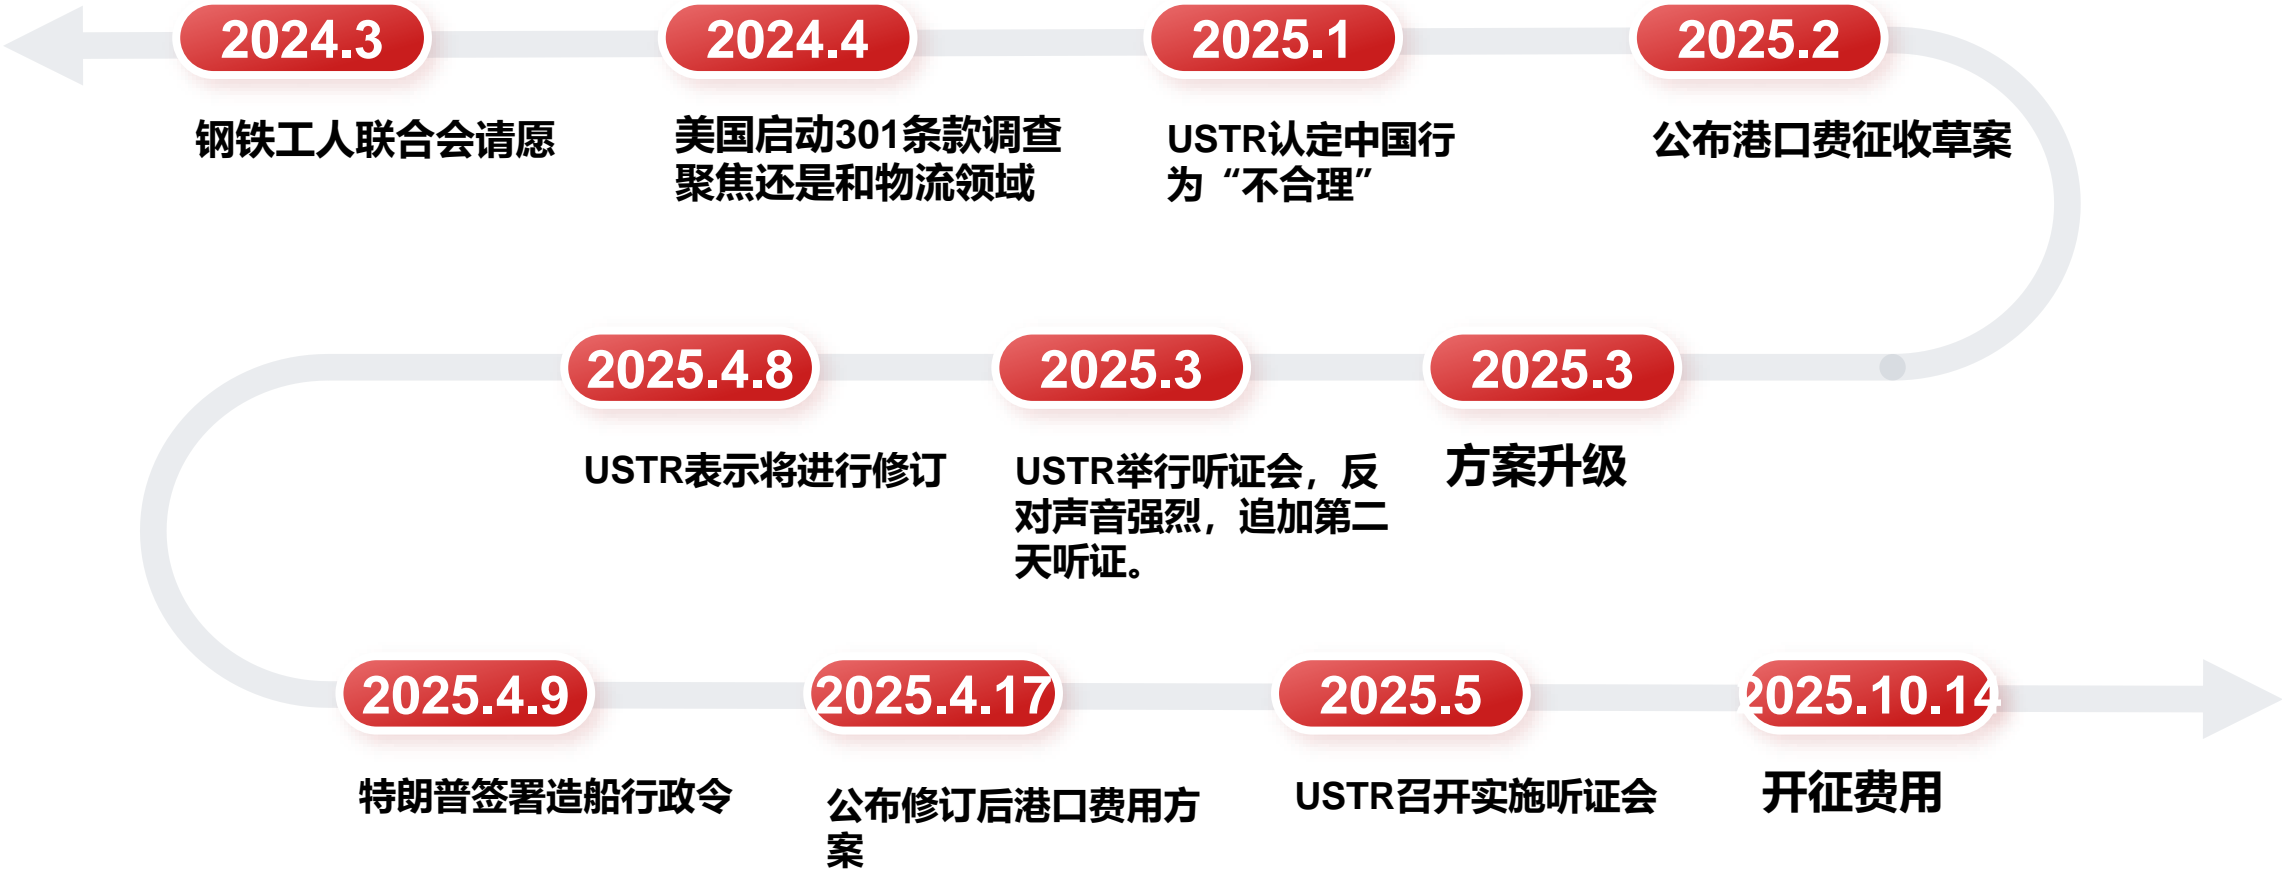 2024.3
钢铁工人联合会请愿
2024.4
美国启动301条款调查
聚焦还是和物流领域
2025.1
USTR认定中国行
为“不合理”
2025.2
公布港口费征收草案
2025.3
方案升级
2025.3
USTR举行听证会，反
对声音强烈，追加第二
天听证。
2025.4.8
USTR表示将进行修订
2025.4.9
特朗普签署造船行政令
2025.4.17
公布修订后港口费用方
案
2025.5
USTR召开实施听证会
2025.10.14
开征费用